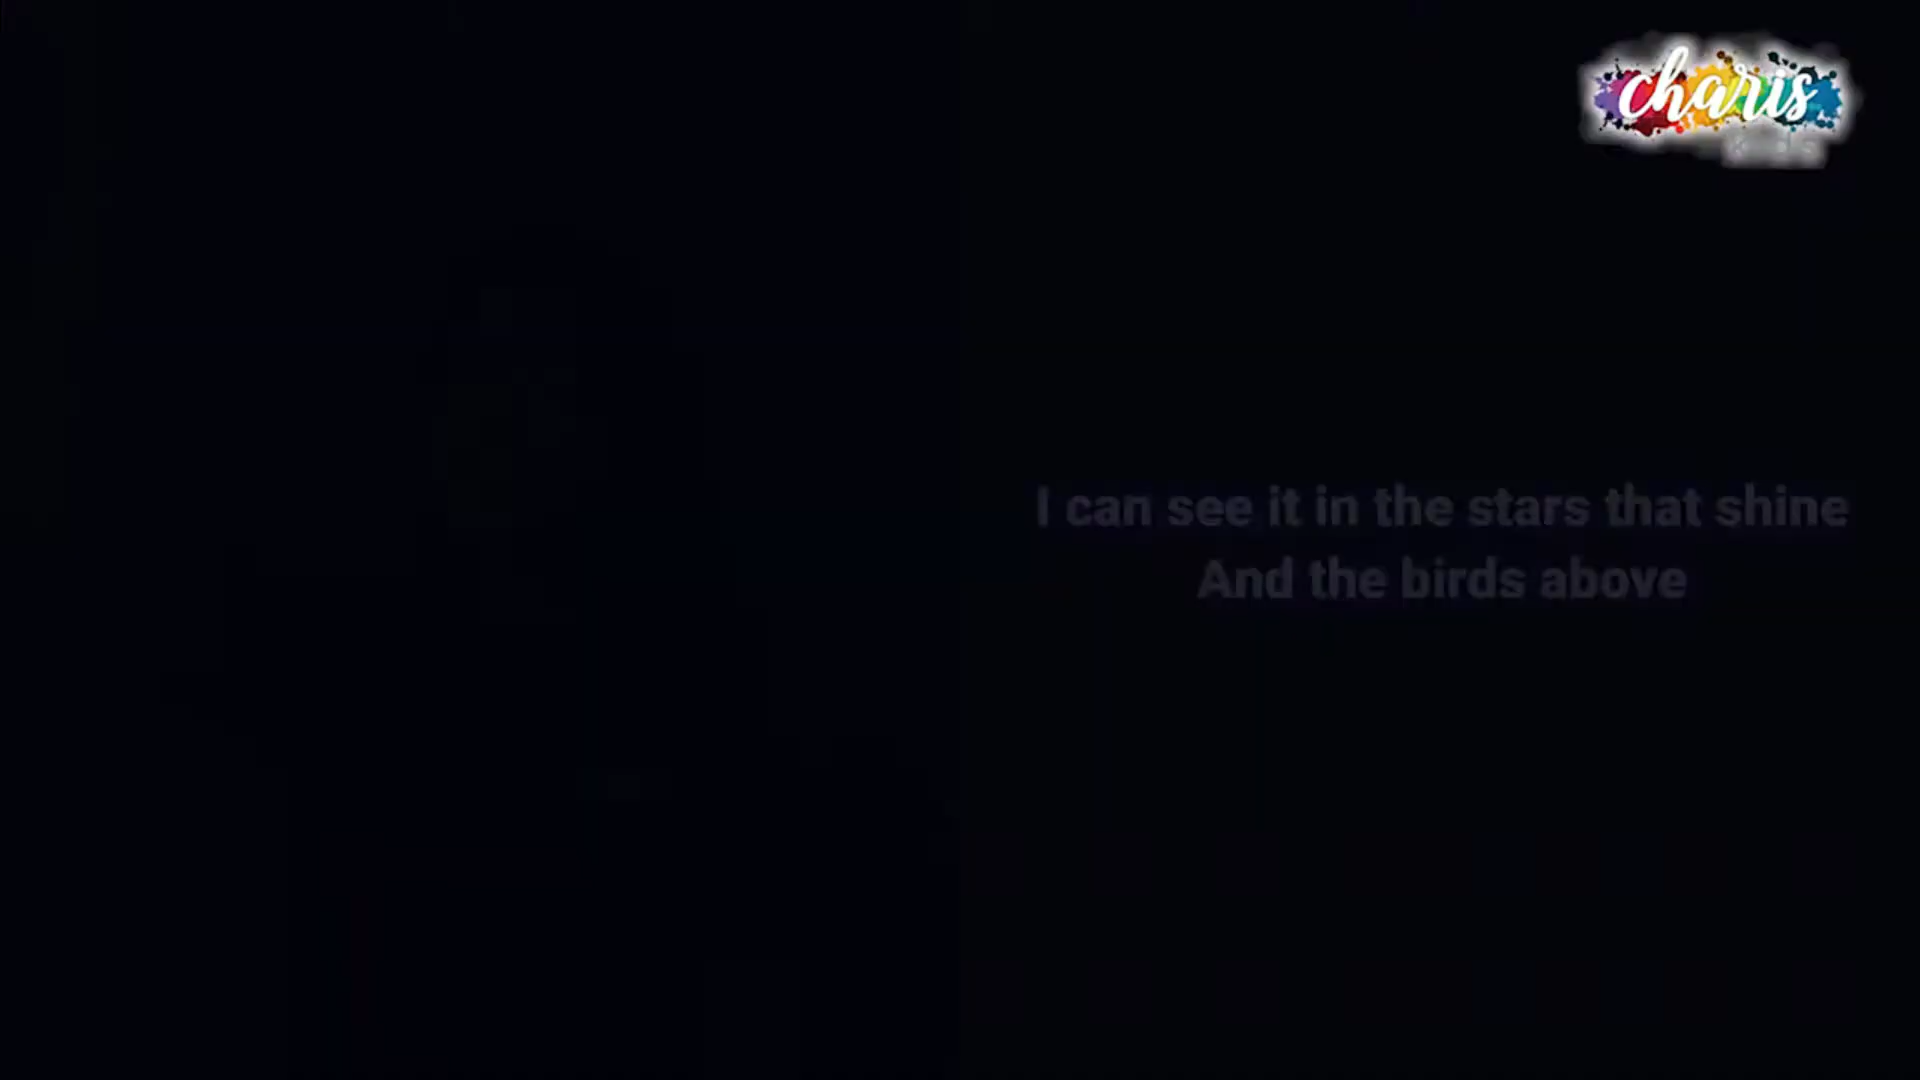 charis
I can see it in the stars that shine
And the birds above